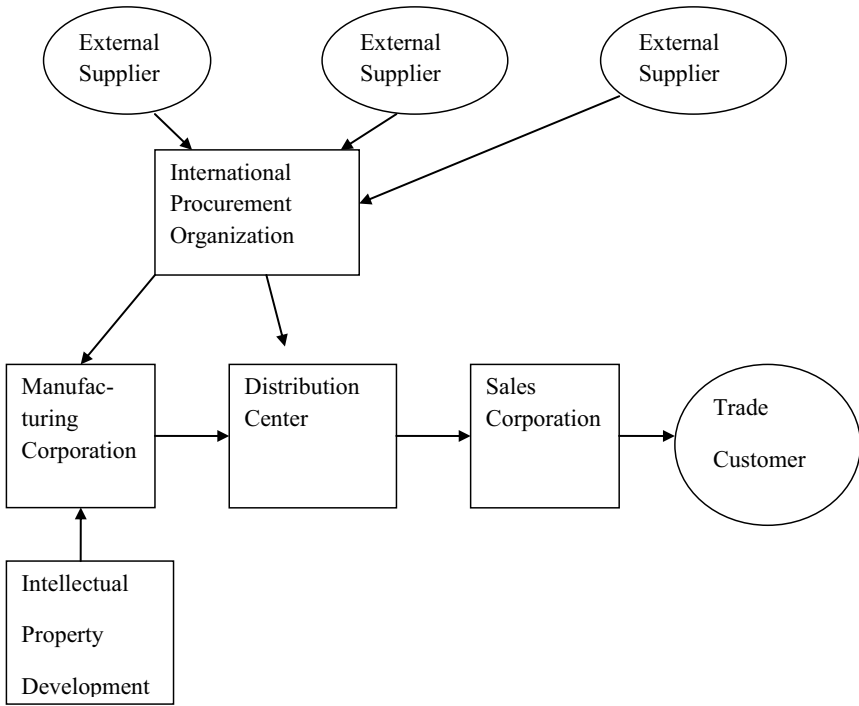 External
Supplier
External
Supplier
External
Supplier
International
Procurement
Organization
Manufac-
turing
Corporation
Distribution
Center
Sales
Corporation
Trade
Customer
Intellectual
Property
Development